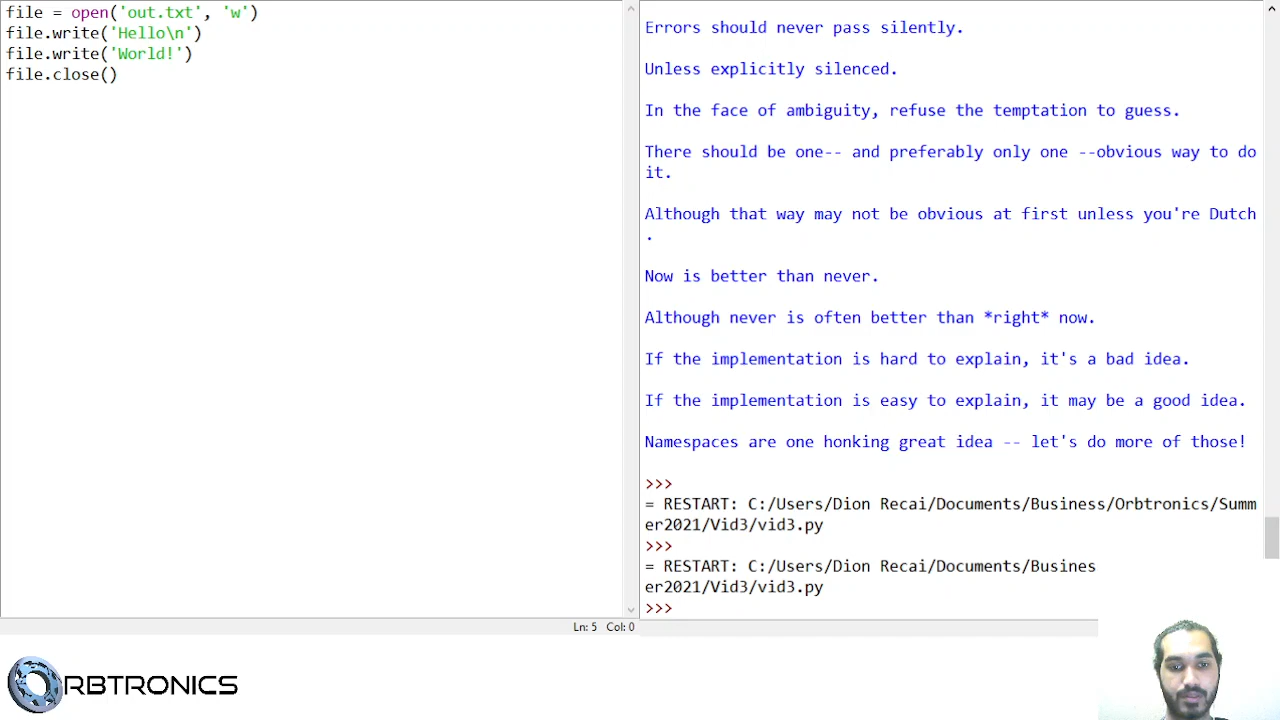 file = open('out.txt', 'w')
file.write('Hello\n')
file.write('World!')
file.close()
Errors should never pass silently.
Unless explicitly silenced.
In the face of ambiguity, refuse the temptation to guess.
There should be one-- and preferably only one --obvious way to do
it.
Although that way may not be obvious at first unless you're Dutch
.
Now is better than never.
Although never is often better than *right* now.
If the implementation is hard to explain, it's a bad idea.
If the implementation is easy to explain, it may be a good idea.
Namespaces are one honking great idea -- let's do more of those!
>>>
= RESTART: C:/Users/Dion Recai/Documents/Business/Orbtronics/Summ
er2021/Vid3/vid3.py
>>>
= RESTART: C:/Users/Dion Recai/Documents/Busines
er2021/Vid3/vid3.py
>>>
Ln: 5 Col: 0
ORBTRONICS